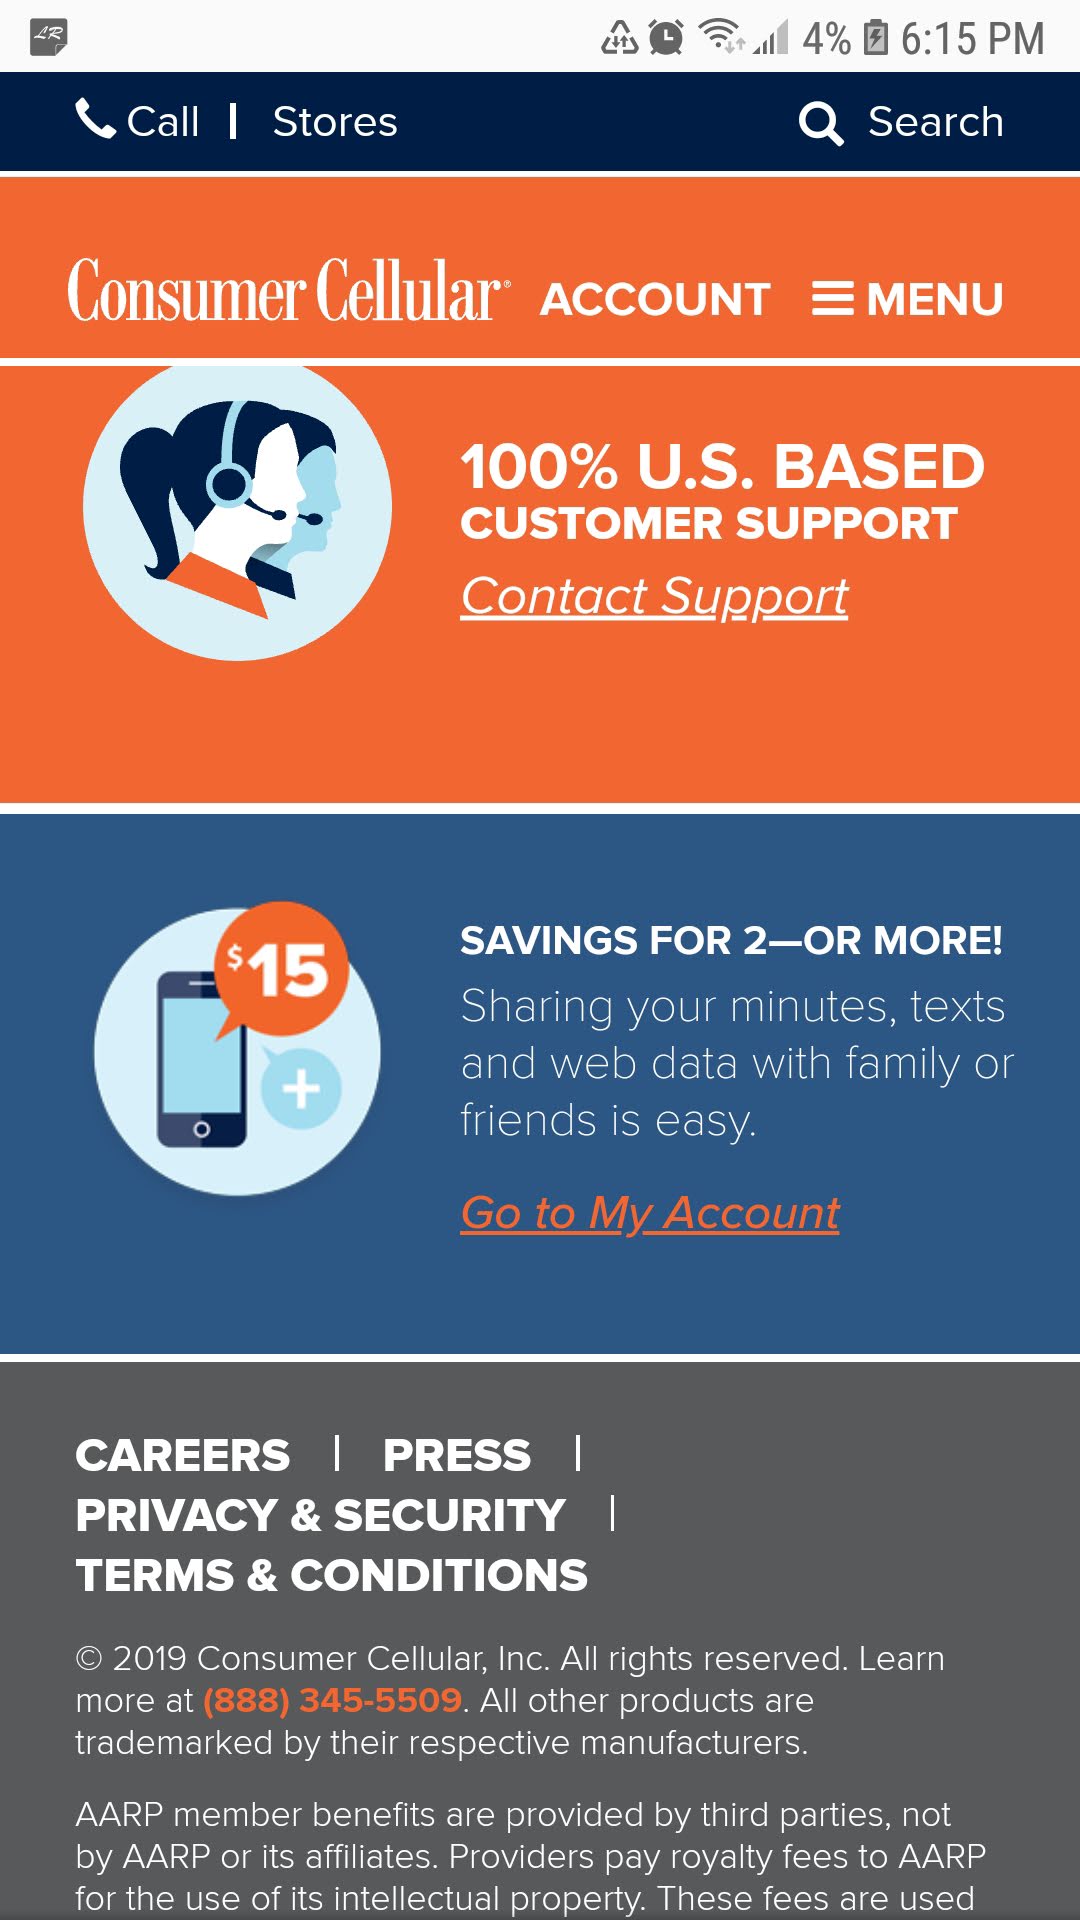 LR 4% 6:15 PM
Call | Stores Search
Consumer Cellular® ACCOUNT MENU
100% U.S. BASED
CUSTOMER SUPPORT
Contact Support
$15
+
SAVINGS FOR 2—OR MORE!
Sharing your minutes, texts
and web data with family or
friends is easy.
Go to My Account
CAREERS | PRESS |
PRIVACY & SECURITY |
TERMS & CONDITIONS
© 2019 Consumer Cellular, Inc. All rights reserved. Learn
more at (888) 345-5509. All other products are
trademarked by their respective manufacturers.
AARP member benefits are provided by third parties, not
by AARP or its affiliates. Providers pay royalty fees to AARP
for the use of its intellectual property. These fees are used